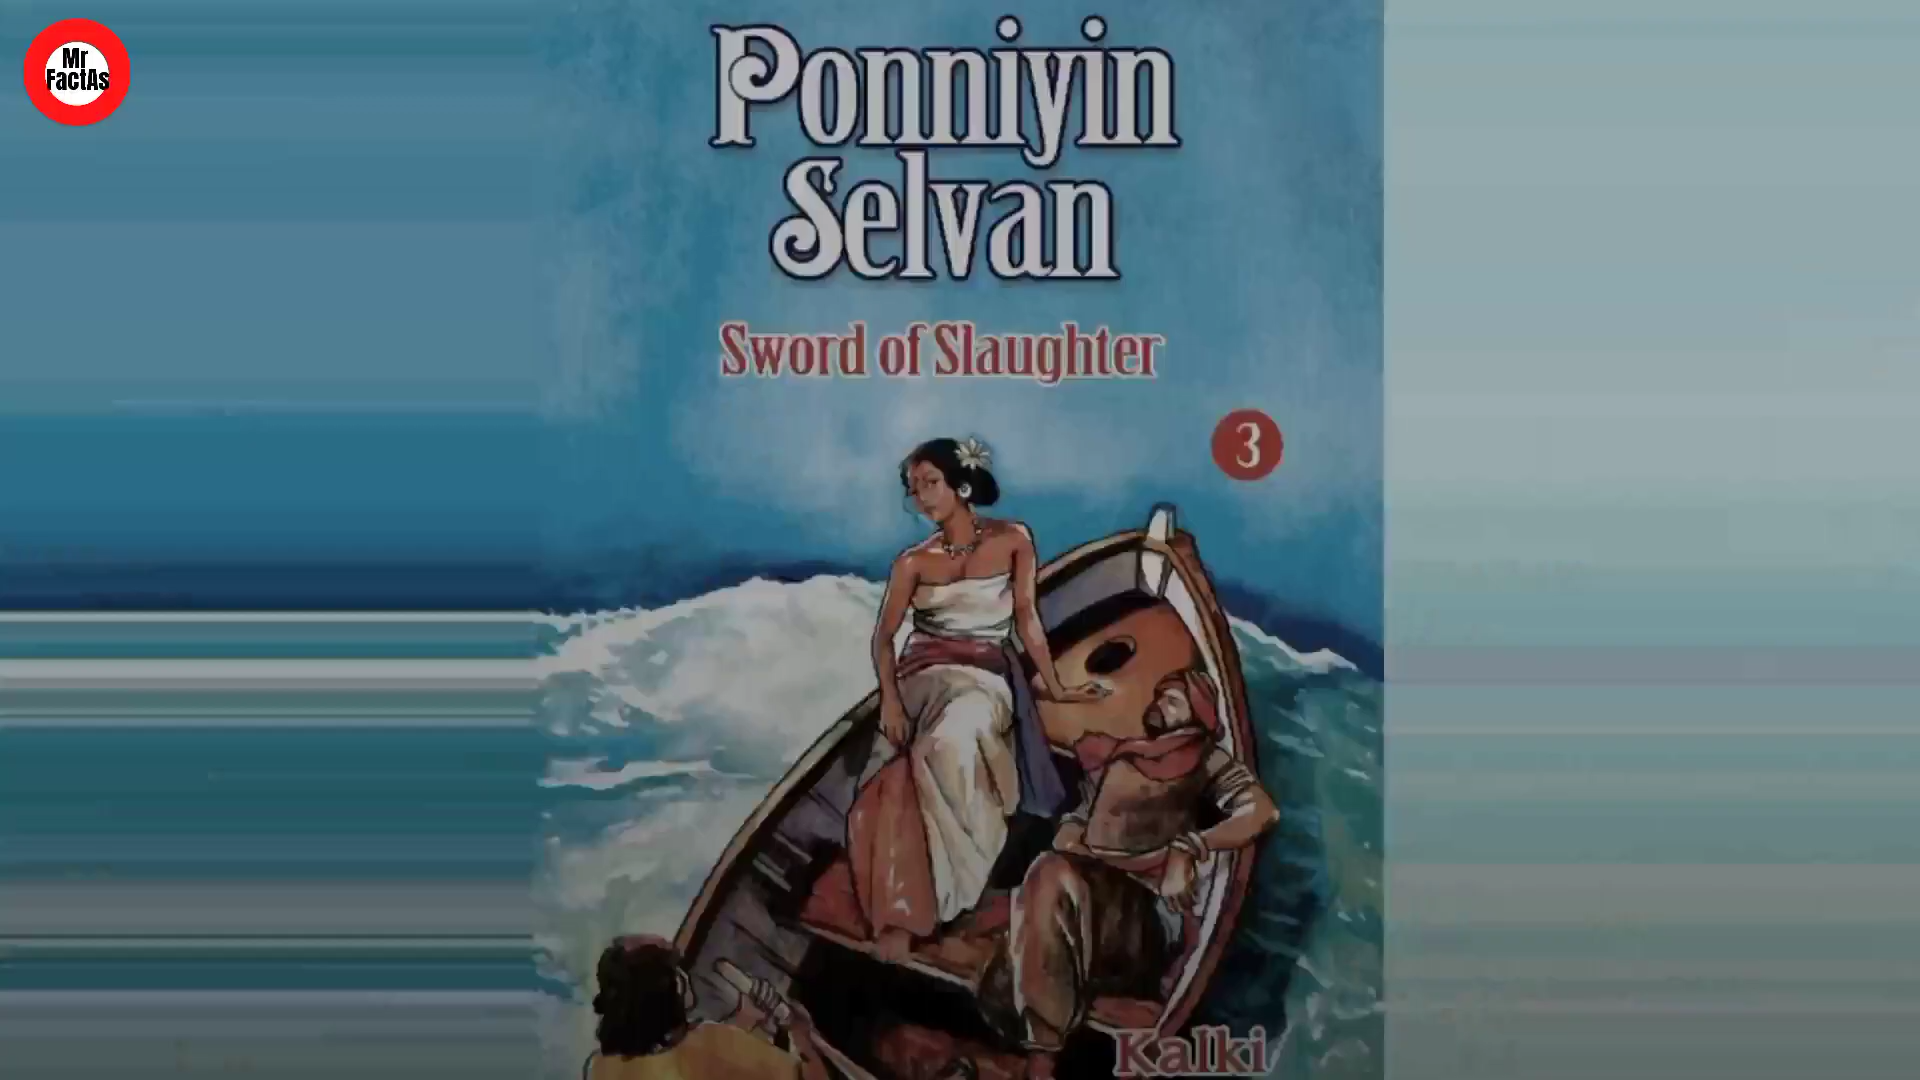 Mr
FactAs
Ponniyin
Selvan
Sword of Slaughter
3
Kalki